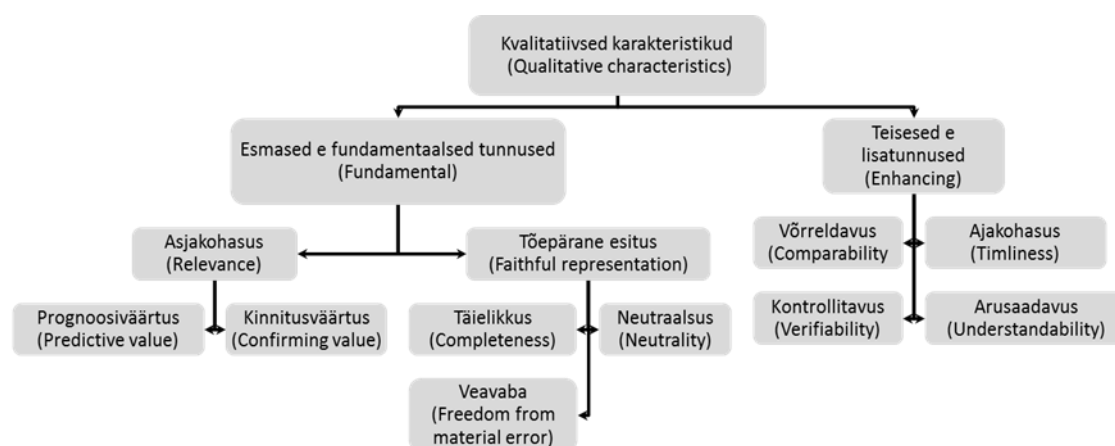 Kvalitatiivsed karakteristikud
(Qualitative characteristics)
Esmased e fundamentaalsed tunnused
(Fundamental)
Teisesed e
lisatunnused
(Enhancing)
Asjakohasus
(Relevance)
Tõepärane esitus
(Faithful representation)
Võrreldavus
(Comparability
Ajakohasus
(Timliness)
Prognoosiväärtus
(Predictive value)
Kinnitusväärtus
(Confirming value)
Täielikkus
(Completeness)
Neutraalsus
(Neutrality)
Kontrollitavus
(Verifiability)
Arusaadavus
(Understandability)
Veavaba
(Freedom from
material error)